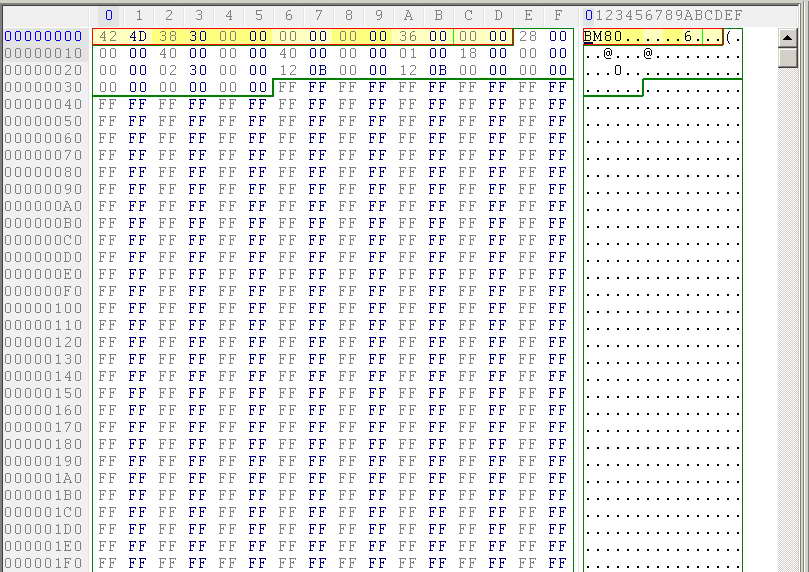 0 1 2 3 4 5 6 7 8 9 A B C D E F 0123456789ABCDEF
00000000 42 4D 38 30 00 00 00 00 00 00 36 00 00 00 28 00 BM80......6...(.
00000010 00 00 40 00 00 00 40 00 00 00 01 00 18 00 00 00 ..@...@.........
00000020 00 00 02 30 00 00 12 0B 00 00 12 0B 00 00 00 00 ...0............
00000030 00 00 00 00 00 00 FF FF FF FF FF FF FF FF FF FF ................
00000040 FF FF FF FF FF FF FF FF FF FF FF FF FF FF FF FF ................
00000050 FF FF FF FF FF FF FF FF FF FF FF FF FF FF FF FF ................
00000060 FF FF FF FF FF FF FF FF FF FF FF FF FF FF FF FF ................
00000070 FF FF FF FF FF FF FF FF FF FF FF FF FF FF FF FF ................
00000080 FF FF FF FF FF FF FF FF FF FF FF FF FF FF FF FF ................
00000090 FF FF FF FF FF FF FF FF FF FF FF FF FF FF FF FF ................
000000A0 FF FF FF FF FF FF FF FF FF FF FF FF FF FF FF FF ................
000000B0 FF FF FF FF FF FF FF FF FF FF FF FF FF FF FF FF ................
000000C0 FF FF FF FF FF FF FF FF FF FF FF FF FF FF FF FF ................
000000D0 FF FF FF FF FF FF FF FF FF FF FF FF FF FF FF FF ................
000000E0 FF FF FF FF FF FF FF FF FF FF FF FF FF FF FF FF ................
000000F0 FF FF FF FF FF FF FF FF FF FF FF FF FF FF FF FF ................
00000100 FF FF FF FF FF FF FF FF FF FF FF FF FF FF FF FF ................
00000110 FF FF FF FF FF FF FF FF FF FF FF FF FF FF FF FF ................
00000120 FF FF FF FF FF FF FF FF FF FF FF FF FF FF FF FF ................
00000130 FF FF FF FF FF FF FF FF FF FF FF FF FF FF FF FF ................
00000140 FF FF FF FF FF FF FF FF FF FF FF FF FF FF FF FF ................
00000150 FF FF FF FF FF FF FF FF FF FF FF FF FF FF FF FF ................
00000160 FF FF FF FF FF FF FF FF FF FF FF FF FF FF FF FF ................
00000170 FF FF FF FF FF FF FF FF FF FF FF FF FF FF FF FF ................
00000180 FF FF FF FF FF FF FF FF FF FF FF FF FF FF FF FF ................
00000190 FF FF FF FF FF FF FF FF FF FF FF FF FF FF FF FF ................
000001A0 FF FF FF FF FF FF FF FF FF FF FF FF FF FF FF FF ................
000001B0 FF FF FF FF FF FF FF FF FF FF FF FF FF FF FF FF ................
000001C0 FF FF FF FF FF FF FF FF FF FF FF FF FF FF FF FF ................
000001D0 FF FF FF FF FF FF FF FF FF FF FF FF FF FF FF FF ................
000001E0 FF FF FF FF FF FF FF FF FF FF FF FF FF FF FF FF ................
000001F0 FF FF FF FF FF FF FF FF FF FF FF FF FF FF FF FF ................